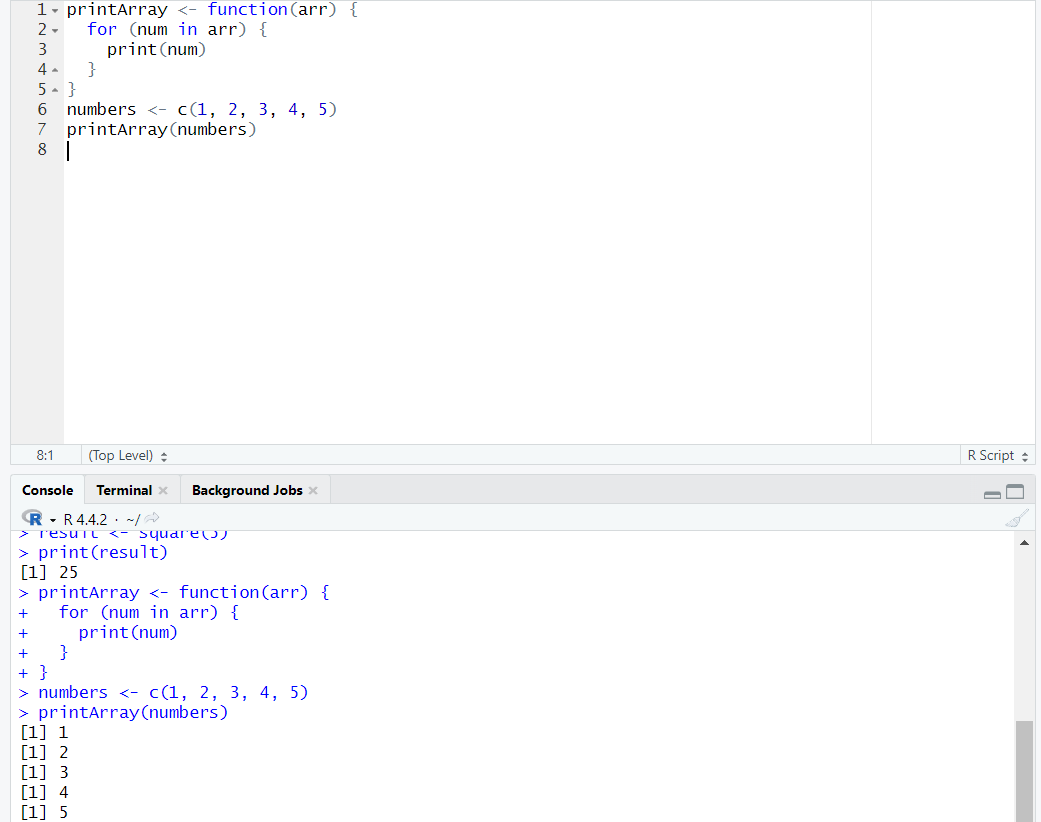 1 printArray <- function(arr) {
2   for (num in arr) {
3     print(num)
4   }
5 }
6 numbers <- c(1, 2, 3, 4, 5)
7 printArray(numbers)
8
8:1 (Top Level) R Script
Console Terminal Background Jobs
R R 4.4.2 · ~/
> result <- square(5)
> print(result)
[1] 25
> printArray <- function(arr) {
+   for (num in arr) {
+     print(num)
+   }
+ }
> numbers <- c(1, 2, 3, 4, 5)
> printArray(numbers)
[1] 1
[1] 2
[1] 3
[1] 4
[1] 5